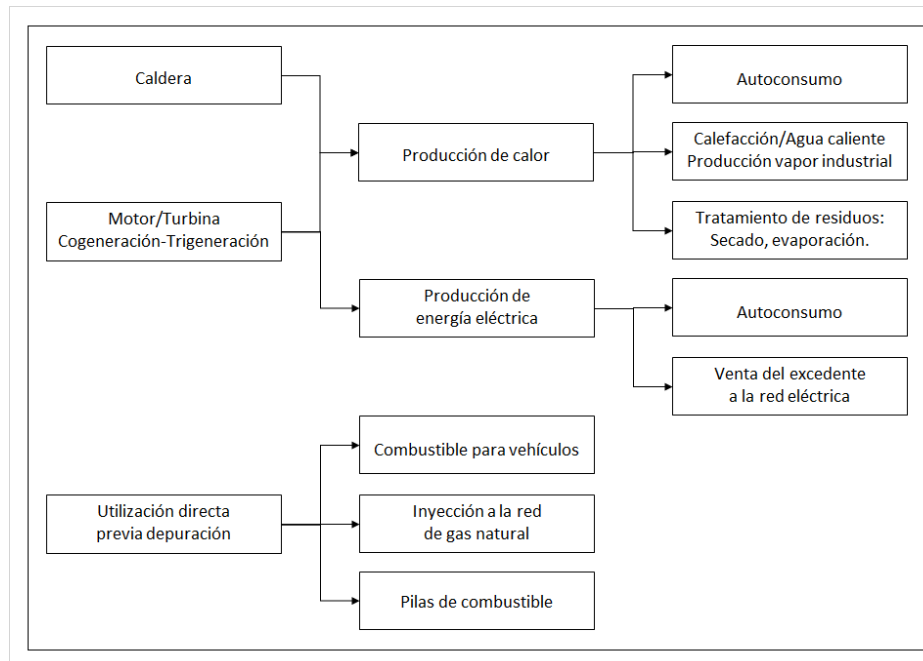 Caldera
Motor/Turbina
Cogeneración-Trigeneración
Utilización directa
previa depuración
Producción de calor
Producción de
energía eléctrica
Combustible para vehículos
Inyección a la red
de gas natural
Pilas de combustible
Autoconsumo
Calefacción/Agua caliente
Producción vapor industrial
Tratamiento de residuos:
Secado, evaporación.
Autoconsumo
Venta del excedente
a la red eléctrica